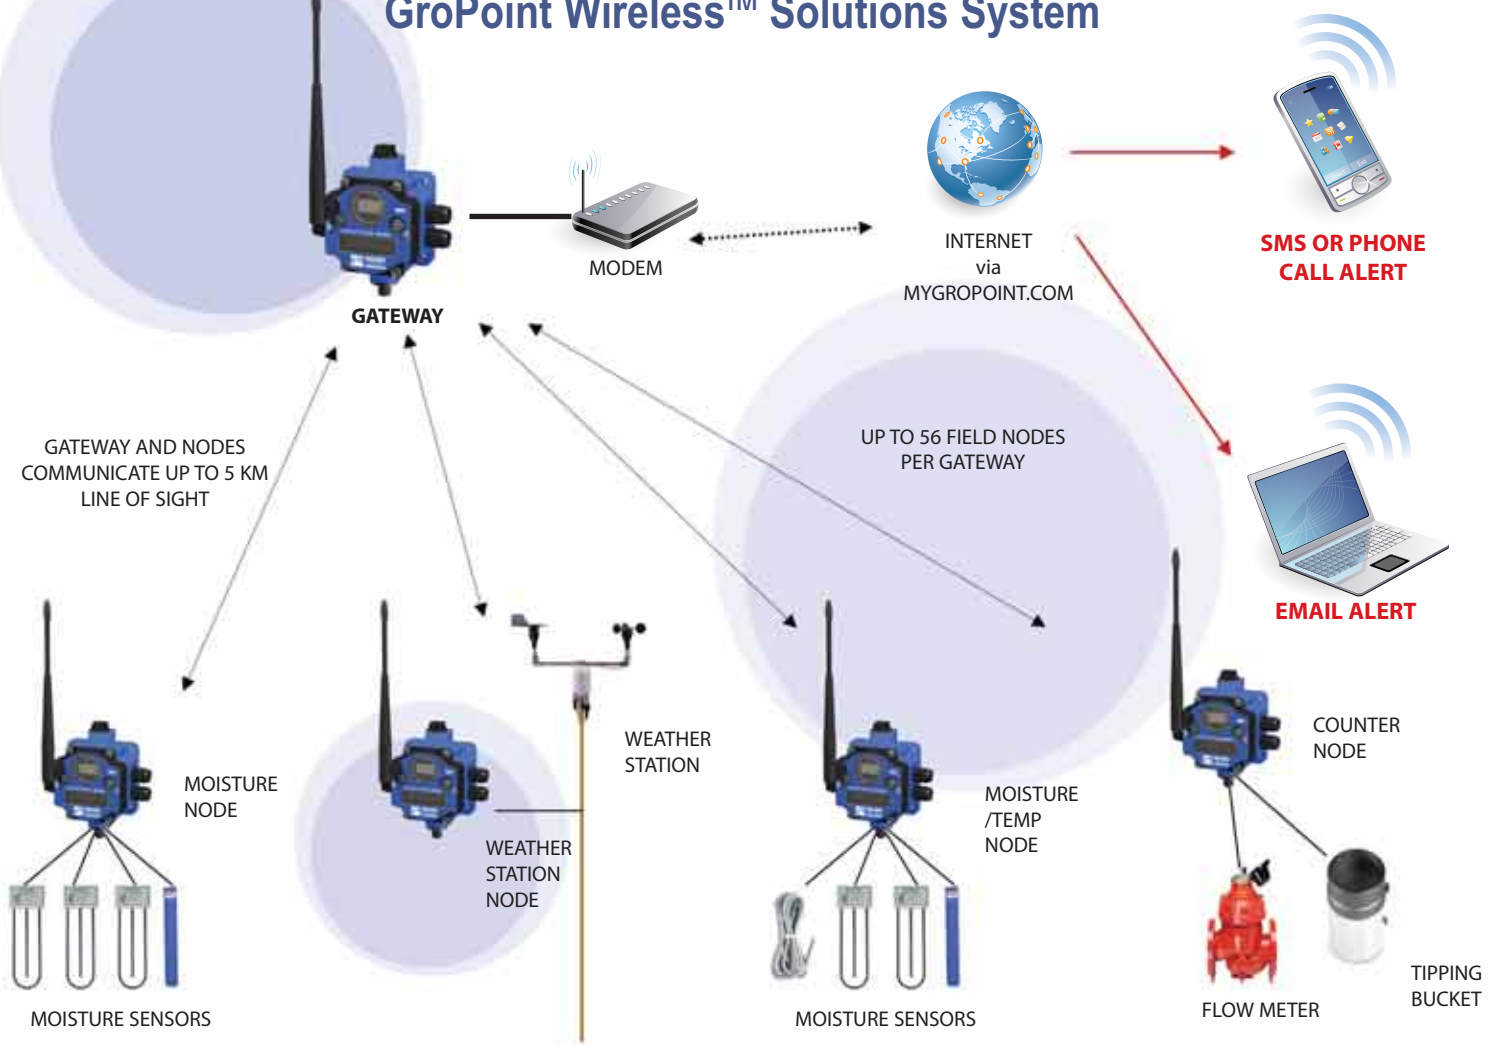 GroPoint Wireless™ Solutions System
MODEM
GATEWAY
INTERNET
via
MYGROPOINT.COM
SMS OR PHONE
CALL ALERT
GATEWAY AND NODES
COMMUNICATE UP TO 5 KM
LINE OF SIGHT
UP TO 56 FIELD NODES
PER GATEWAY
EMAIL ALERT
MOISTURE
NODE
WEATHER
STATION
WEATHER
STATION
NODE
MOISTURE
/TEMP
NODE
COUNTER
NODE
MOISTURE SENSORS
MOISTURE SENSORS
FLOW METER
TIPPING
BUCKET